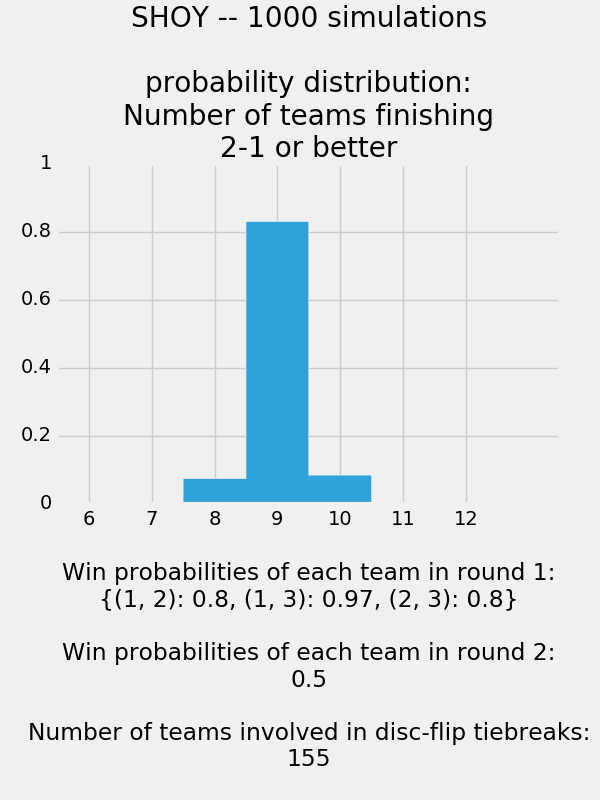 SHOY -- 1000 simulations
probability distribution:
Number of teams finishing
2-1 or better
1
0.8
0.6
0.4
0.2
0
6 7 8 9 10 11 12
Win probabilities of each team in round 1:
{(1, 2): 0.8, (1, 3): 0.97, (2, 3): 0.8}
Win probabilities of each team in round 2:
0.5
Number of teams involved in disc-flip tiebreaks:
155